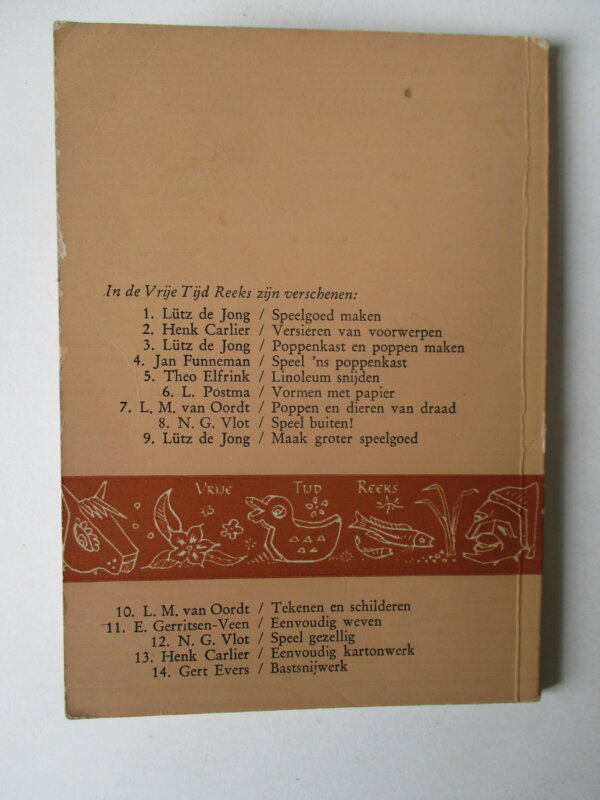 In de Vrije Tijd Reeks zijn verschenen:
1. Lütz de Jong / Speelgoed maken
2. Henk Carlier / Versieren van voorwerpen
3. Lütz de Jong / Poppenkast en poppen maken
4. Jan Funneman / Speel 'ns poppenkast
5. Theo Elfrink / Linoleum snijden
6. L. Postma / Vormen met papier
7. L. M. van Oordt / Poppen en dieren van draad
8. N. G. Vlot / Speel buiten!
9. Lütz de Jong / Maak groter speelgoed
VRIJE TIJD REEKS
10. L. M. van Oordt / Tekenen en schilderen
11. E. Gerritsen-Veen / Eenvoudig weven
12. N. G. Vlot / Speel gezellig
13. Henk Carlier / Eenvoudig kartonwerk
14. Gert Evers / Bastsnijwerk